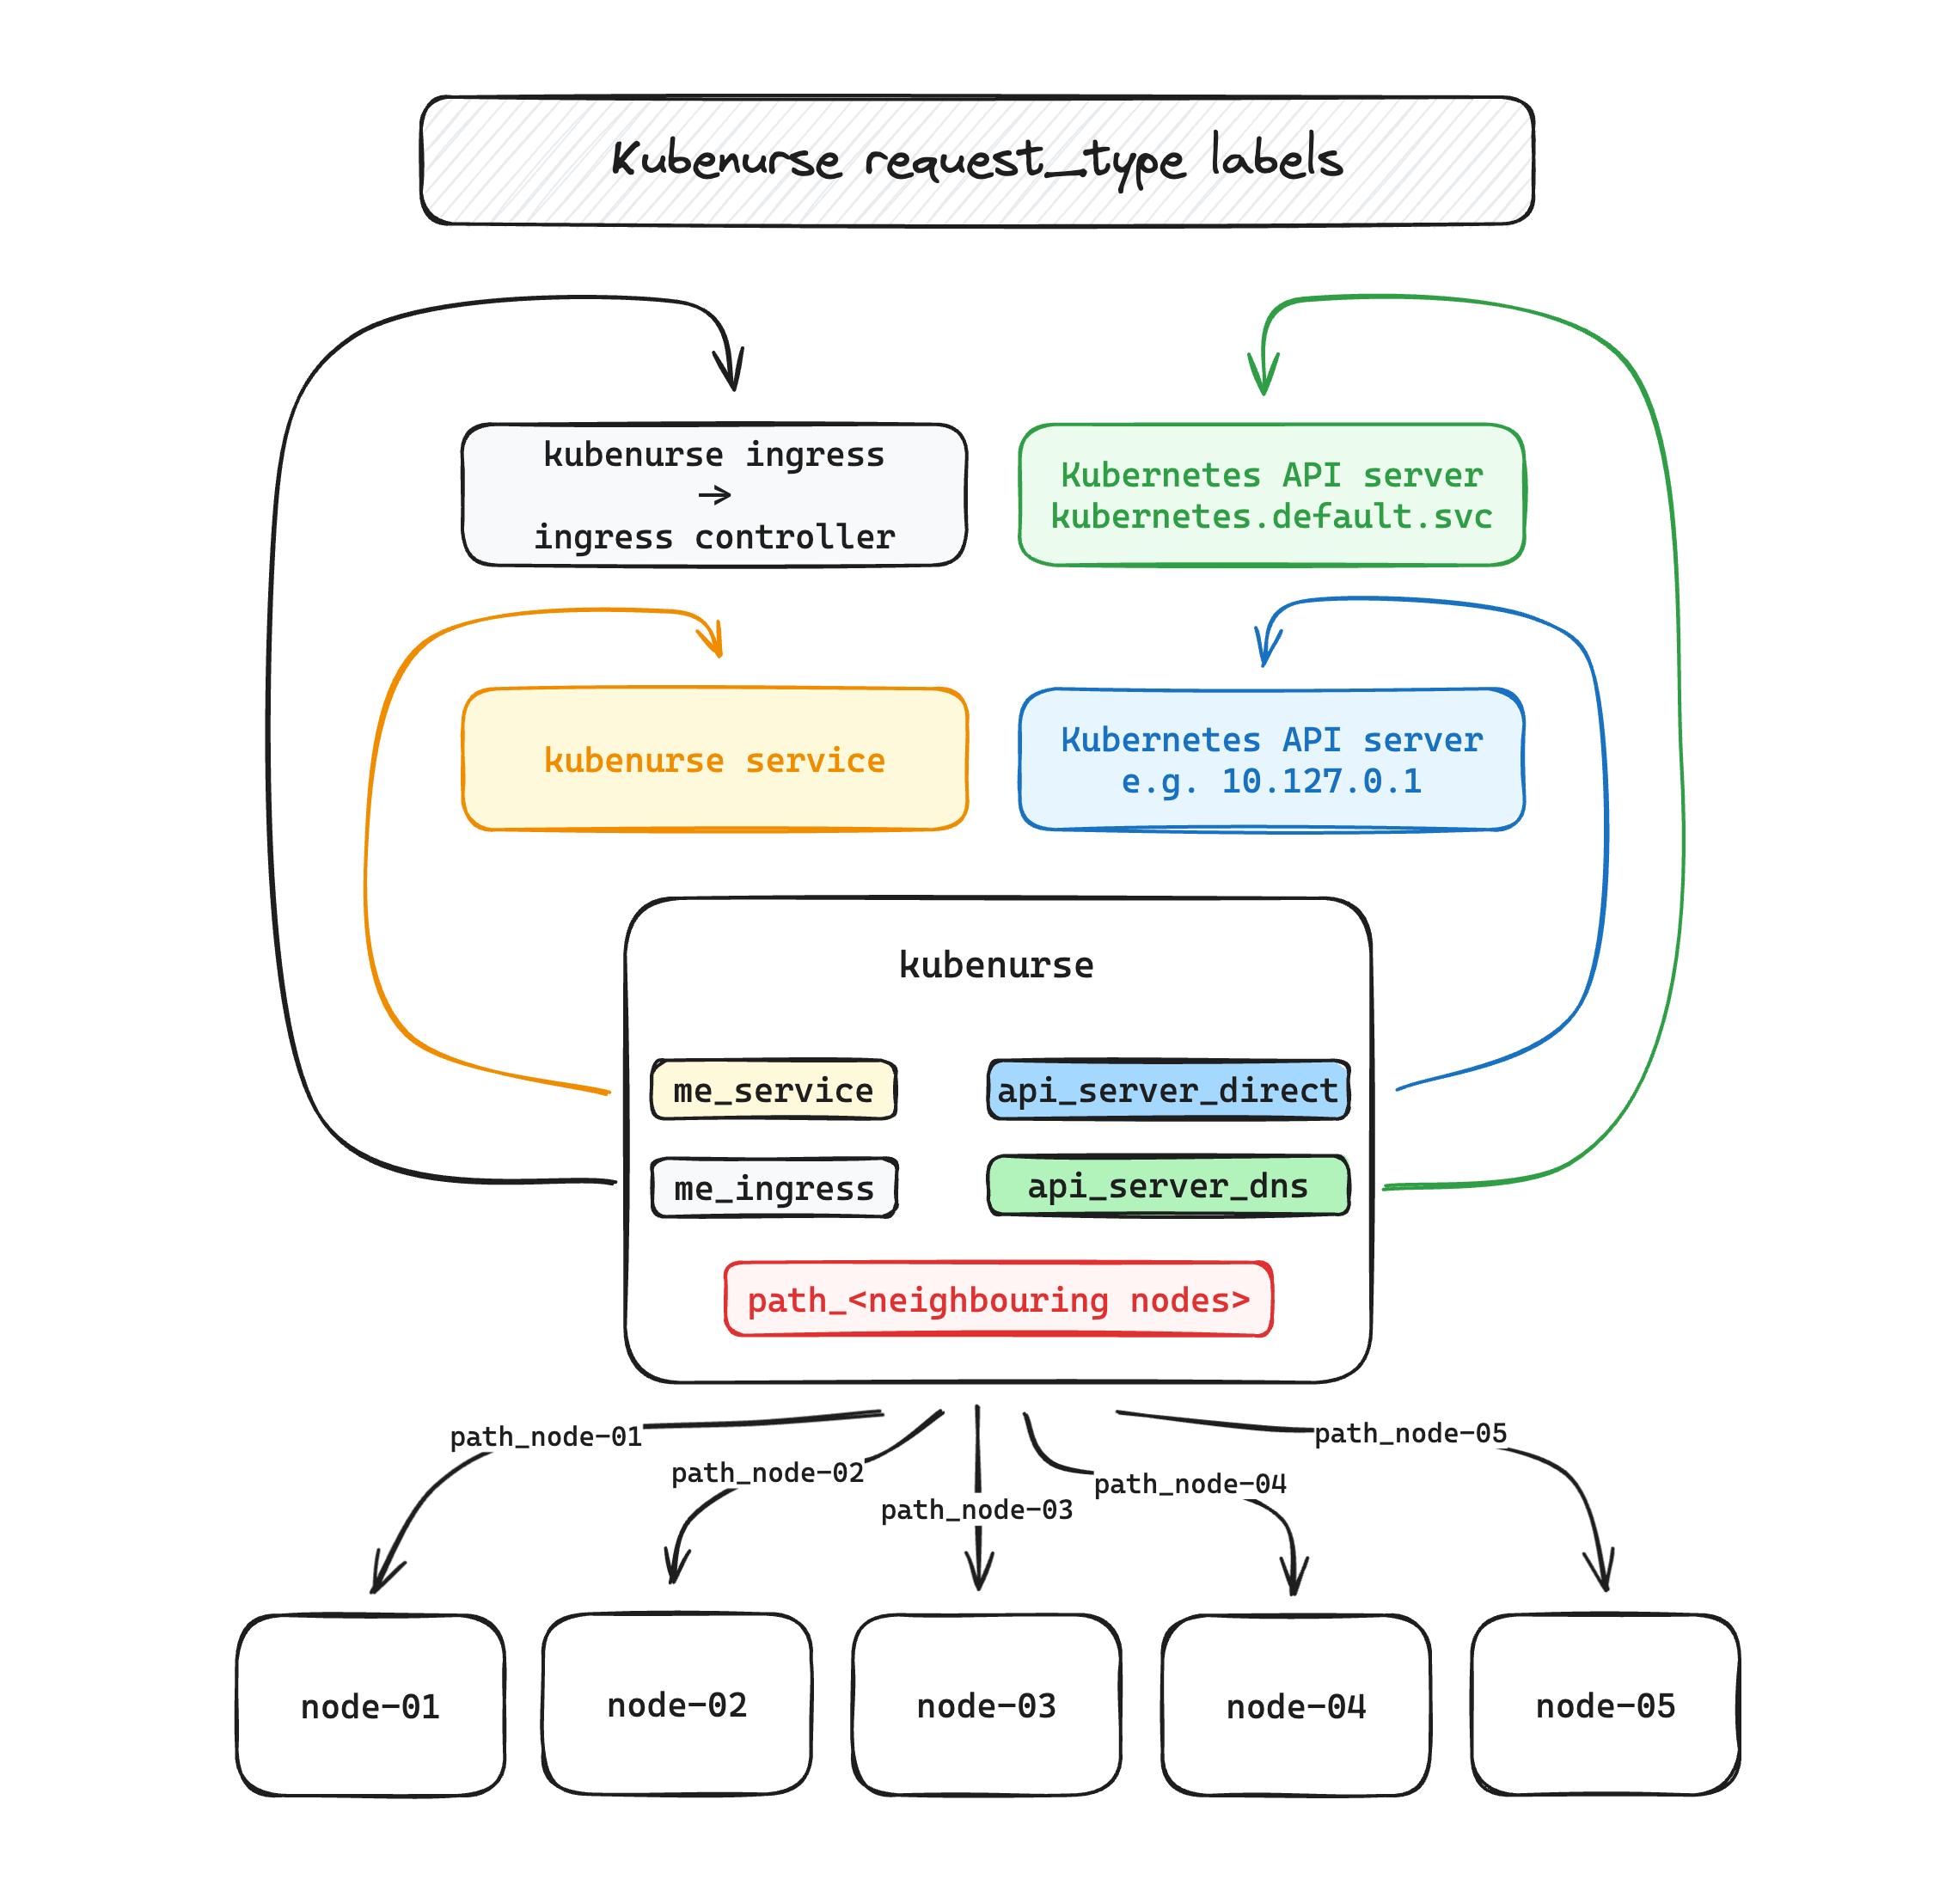 Kubenurse request_type labels
kubenurse ingress
→
ingress controller
Kubernetes API server
kubernetes.default.svc
kubenurse service
Kubernetes API server
e.g. 10.127.0.1
kubenurse
me_service
api_server_direct
me_ingress
api_server_dns
path_<neighbouring nodes>
path_node-01
path_node-02
path_node-03
path_node-04
path_node-05
node-01
node-02
node-03
node-04
node-05